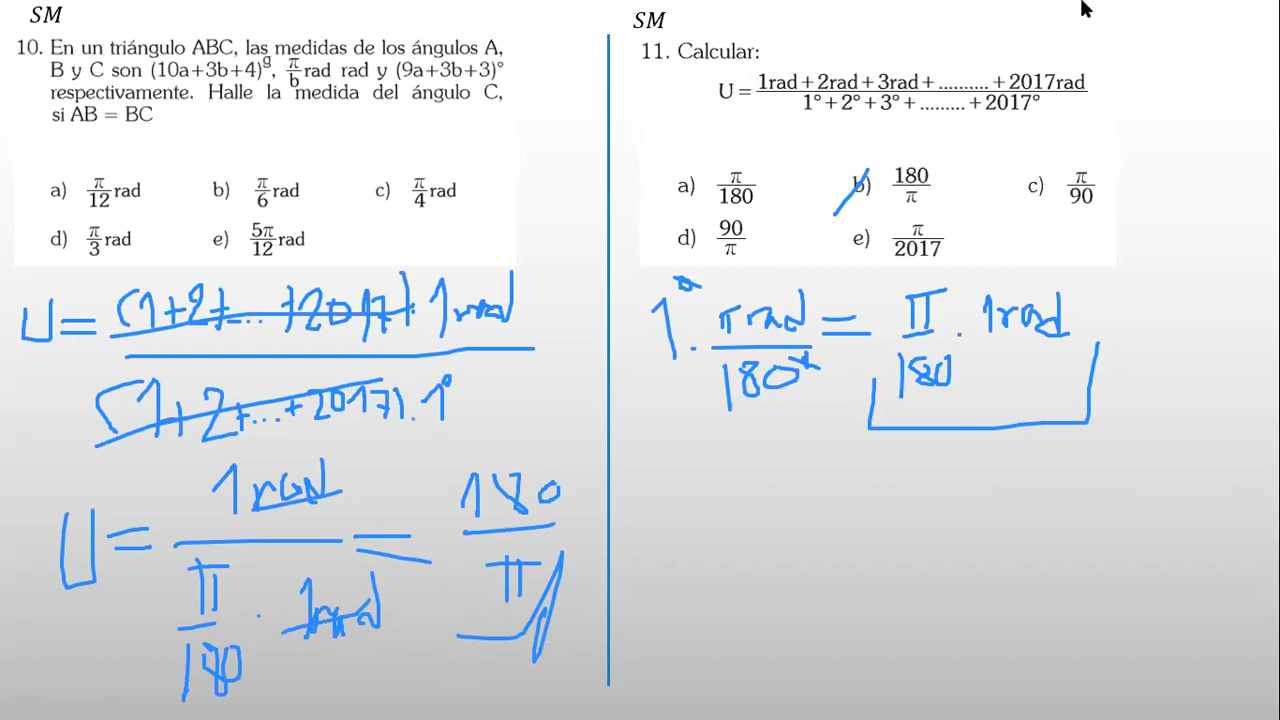 SM
10. En un triángulo ABC, las medidas de los ángulos A,
B y C son (10a+3b+4)ᵍ, π/b rad rad y (9a+3b+3)°
respectivamente. Halle la medida del ángulo C,
si AB = BC
a) π/12 rad b) π/6 rad c) π/4 rad
d) π/3 rad e) 5π/12 rad
U = (1+2+...+2017).1rad
(1+2+...+2017).1°
U = 1rad / (π/180 . 1rad) = 180/π
SM
11. Calcular:
U = (1rad+2rad+3rad+..........+2017rad) / (1°+2°+3°+.........+2017°)
a) π/180 b) 180/π c) π/90
d) 90/π e) π/2017
1° . π rad/180° = π/180 . 1rad